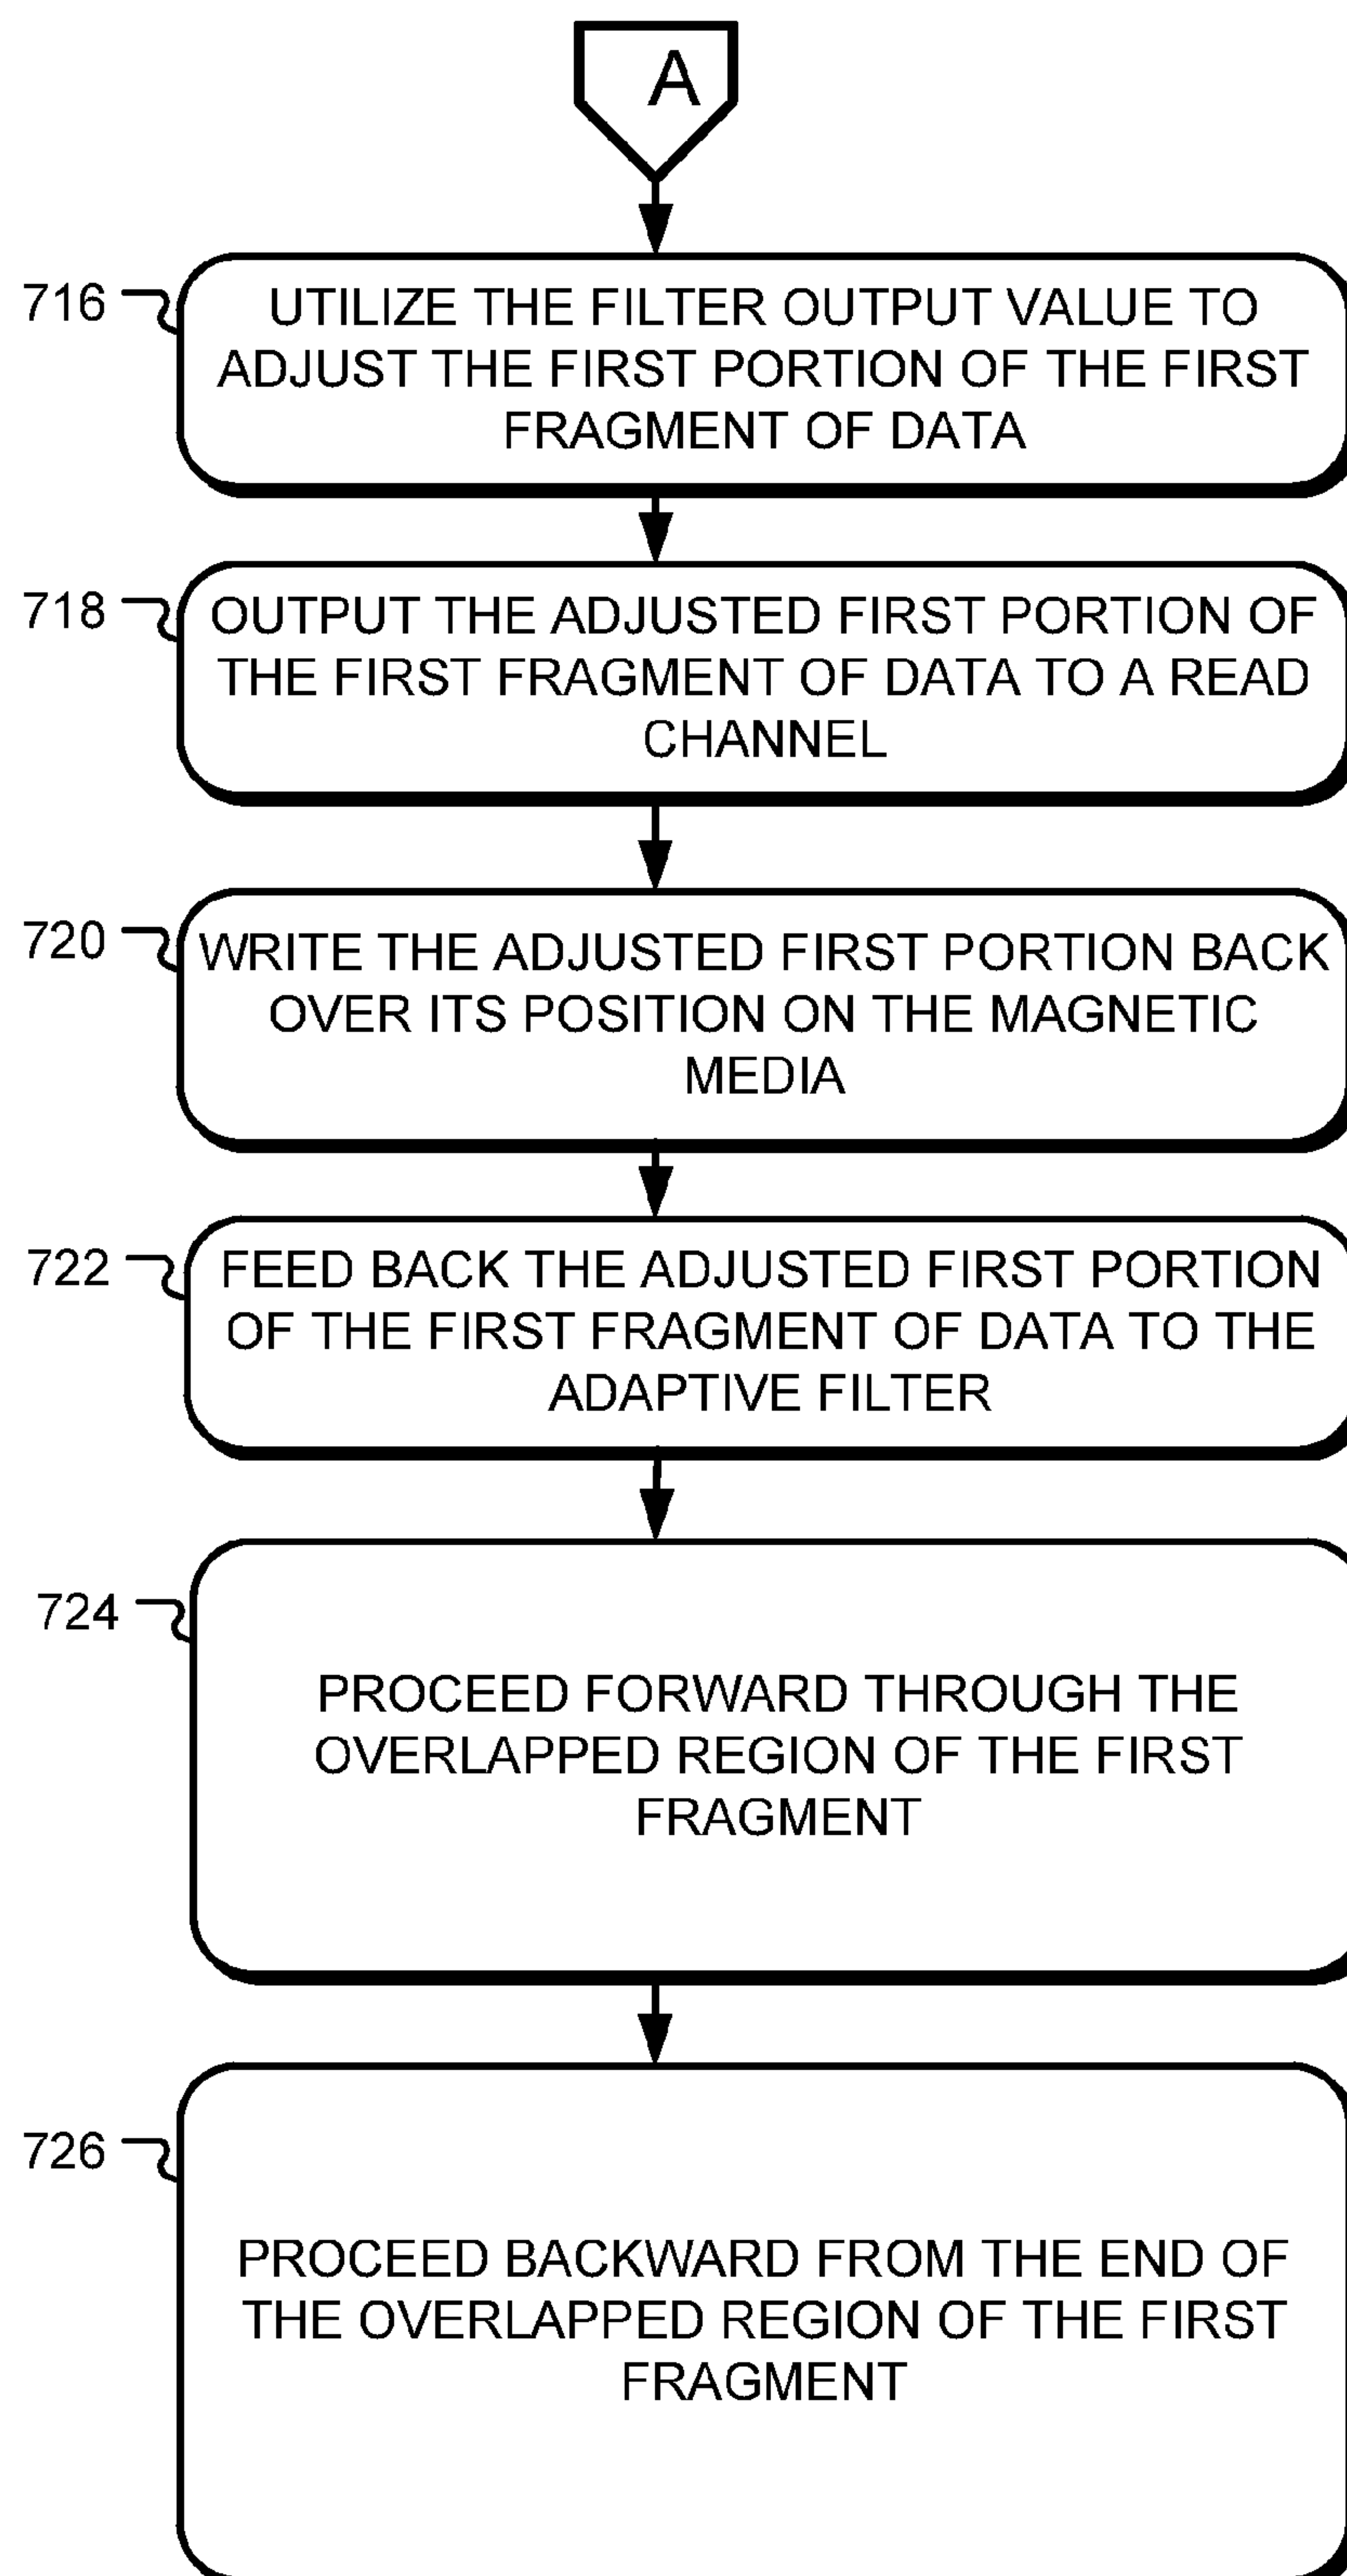 A
716
UTILIZE THE FILTER OUTPUT VALUE TO
ADJUST THE FIRST PORTION OF THE FIRST
FRAGMENT OF DATA
718
OUTPUT THE ADJUSTED FIRST PORTION OF
THE FIRST FRAGMENT OF DATA TO A READ
CHANNEL
720
WRITE THE ADJUSTED FIRST PORTION BACK
OVER ITS POSITION ON THE MAGNETIC
MEDIA
722
FEED BACK THE ADJUSTED FIRST PORTION
OF THE FIRST FRAGMENT OF DATA TO THE
ADAPTIVE FILTER
724
PROCEED FORWARD THROUGH THE
OVERLAPPED REGION OF THE FIRST
FRAGMENT
726
PROCEED BACKWARD FROM THE END OF
THE OVERLAPPED REGION OF THE FIRST
FRAGMENT